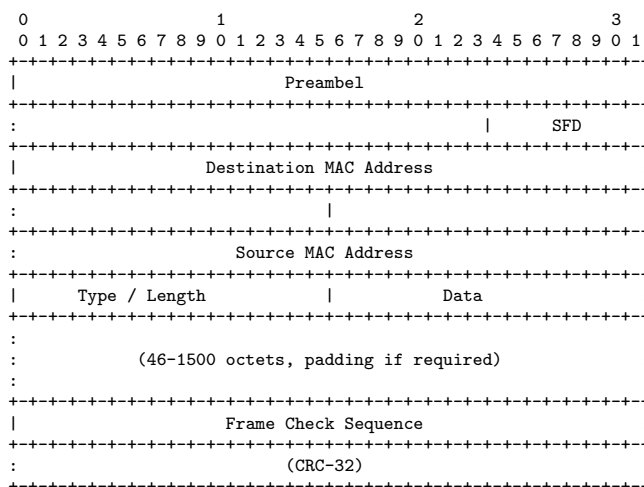 0 1 2 3
0 1 2 3 4 5 6 7 8 9 0 1 2 3 4 5 6 7 8 9 0 1 2 3 4 5 6 7 8 9 0 1
+-+-+-+-+-+-+-+-+-+-+-+-+-+-+-+-+-+-+-+-+-+-+-+-+-+-+-+-+-+-+-+-
| Preambel
+-+-+-+-+-+-+-+-+-+-+-+-+-+-+-+-+-+-+-+-+-+-+-+-+-+-+-+-+-+-+-+-
: | SFD
+-+-+-+-+-+-+-+-+-+-+-+-+-+-+-+-+-+-+-+-+-+-+-+-+-+-+-+-+-+-+-+-
| Destination MAC Address
+-+-+-+-+-+-+-+-+-+-+-+-+-+-+-+-+-+-+-+-+-+-+-+-+-+-+-+-+-+-+-+-
: |
+-+-+-+-+-+-+-+-+-+-+-+-+-+-+-+-+-+-+-+-+-+-+-+-+-+-+-+-+-+-+-+-
: Source MAC Address
+-+-+-+-+-+-+-+-+-+-+-+-+-+-+-+-+-+-+-+-+-+-+-+-+-+-+-+-+-+-+-+-
| Type / Length | Data
+-+-+-+-+-+-+-+-+-+-+-+-+-+-+-+-+-+-+-+-+-+-+-+-+-+-+-+-+-+-+-+-
:
: (46-1500 octets, padding if required)
:
+-+-+-+-+-+-+-+-+-+-+-+-+-+-+-+-+-+-+-+-+-+-+-+-+-+-+-+-+-+-+-+-
| Frame Check Sequence
+-+-+-+-+-+-+-+-+-+-+-+-+-+-+-+-+-+-+-+-+-+-+-+-+-+-+-+-+-+-+-+-
: (CRC-32)
+-+-+-+-+-+-+-+-+-+-+-+-+-+-+-+-+-+-+-+-+-+-+-+-+-+-+-+-+-+-+-+-